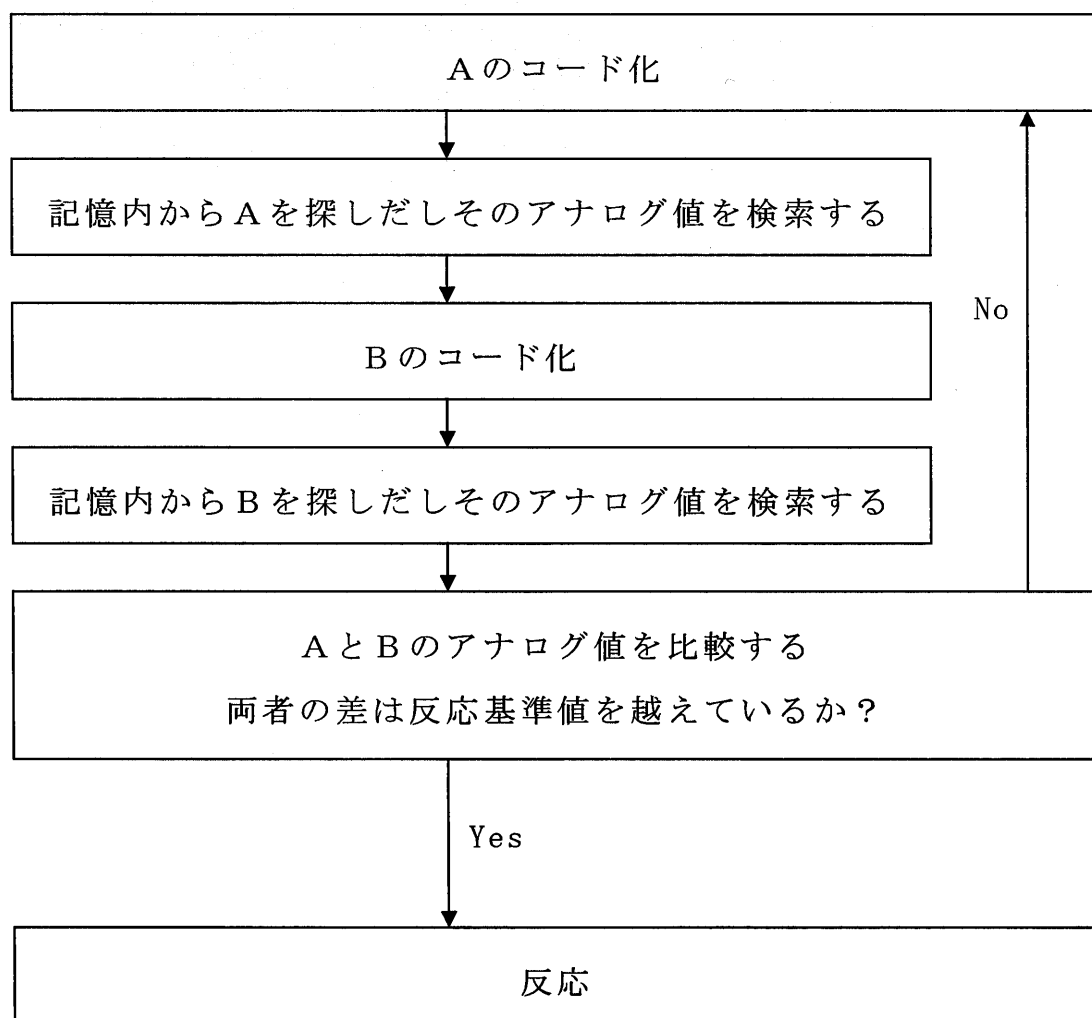 Aのコード化
記憶内からAを探しだしそのアナログ値を検索する
No
Bのコード化
記憶内からBを探しだしそのアナログ値を検索する
AとBのアナログ値を比較する
両者の差は反応基準値を越えているか？
Yes
反応